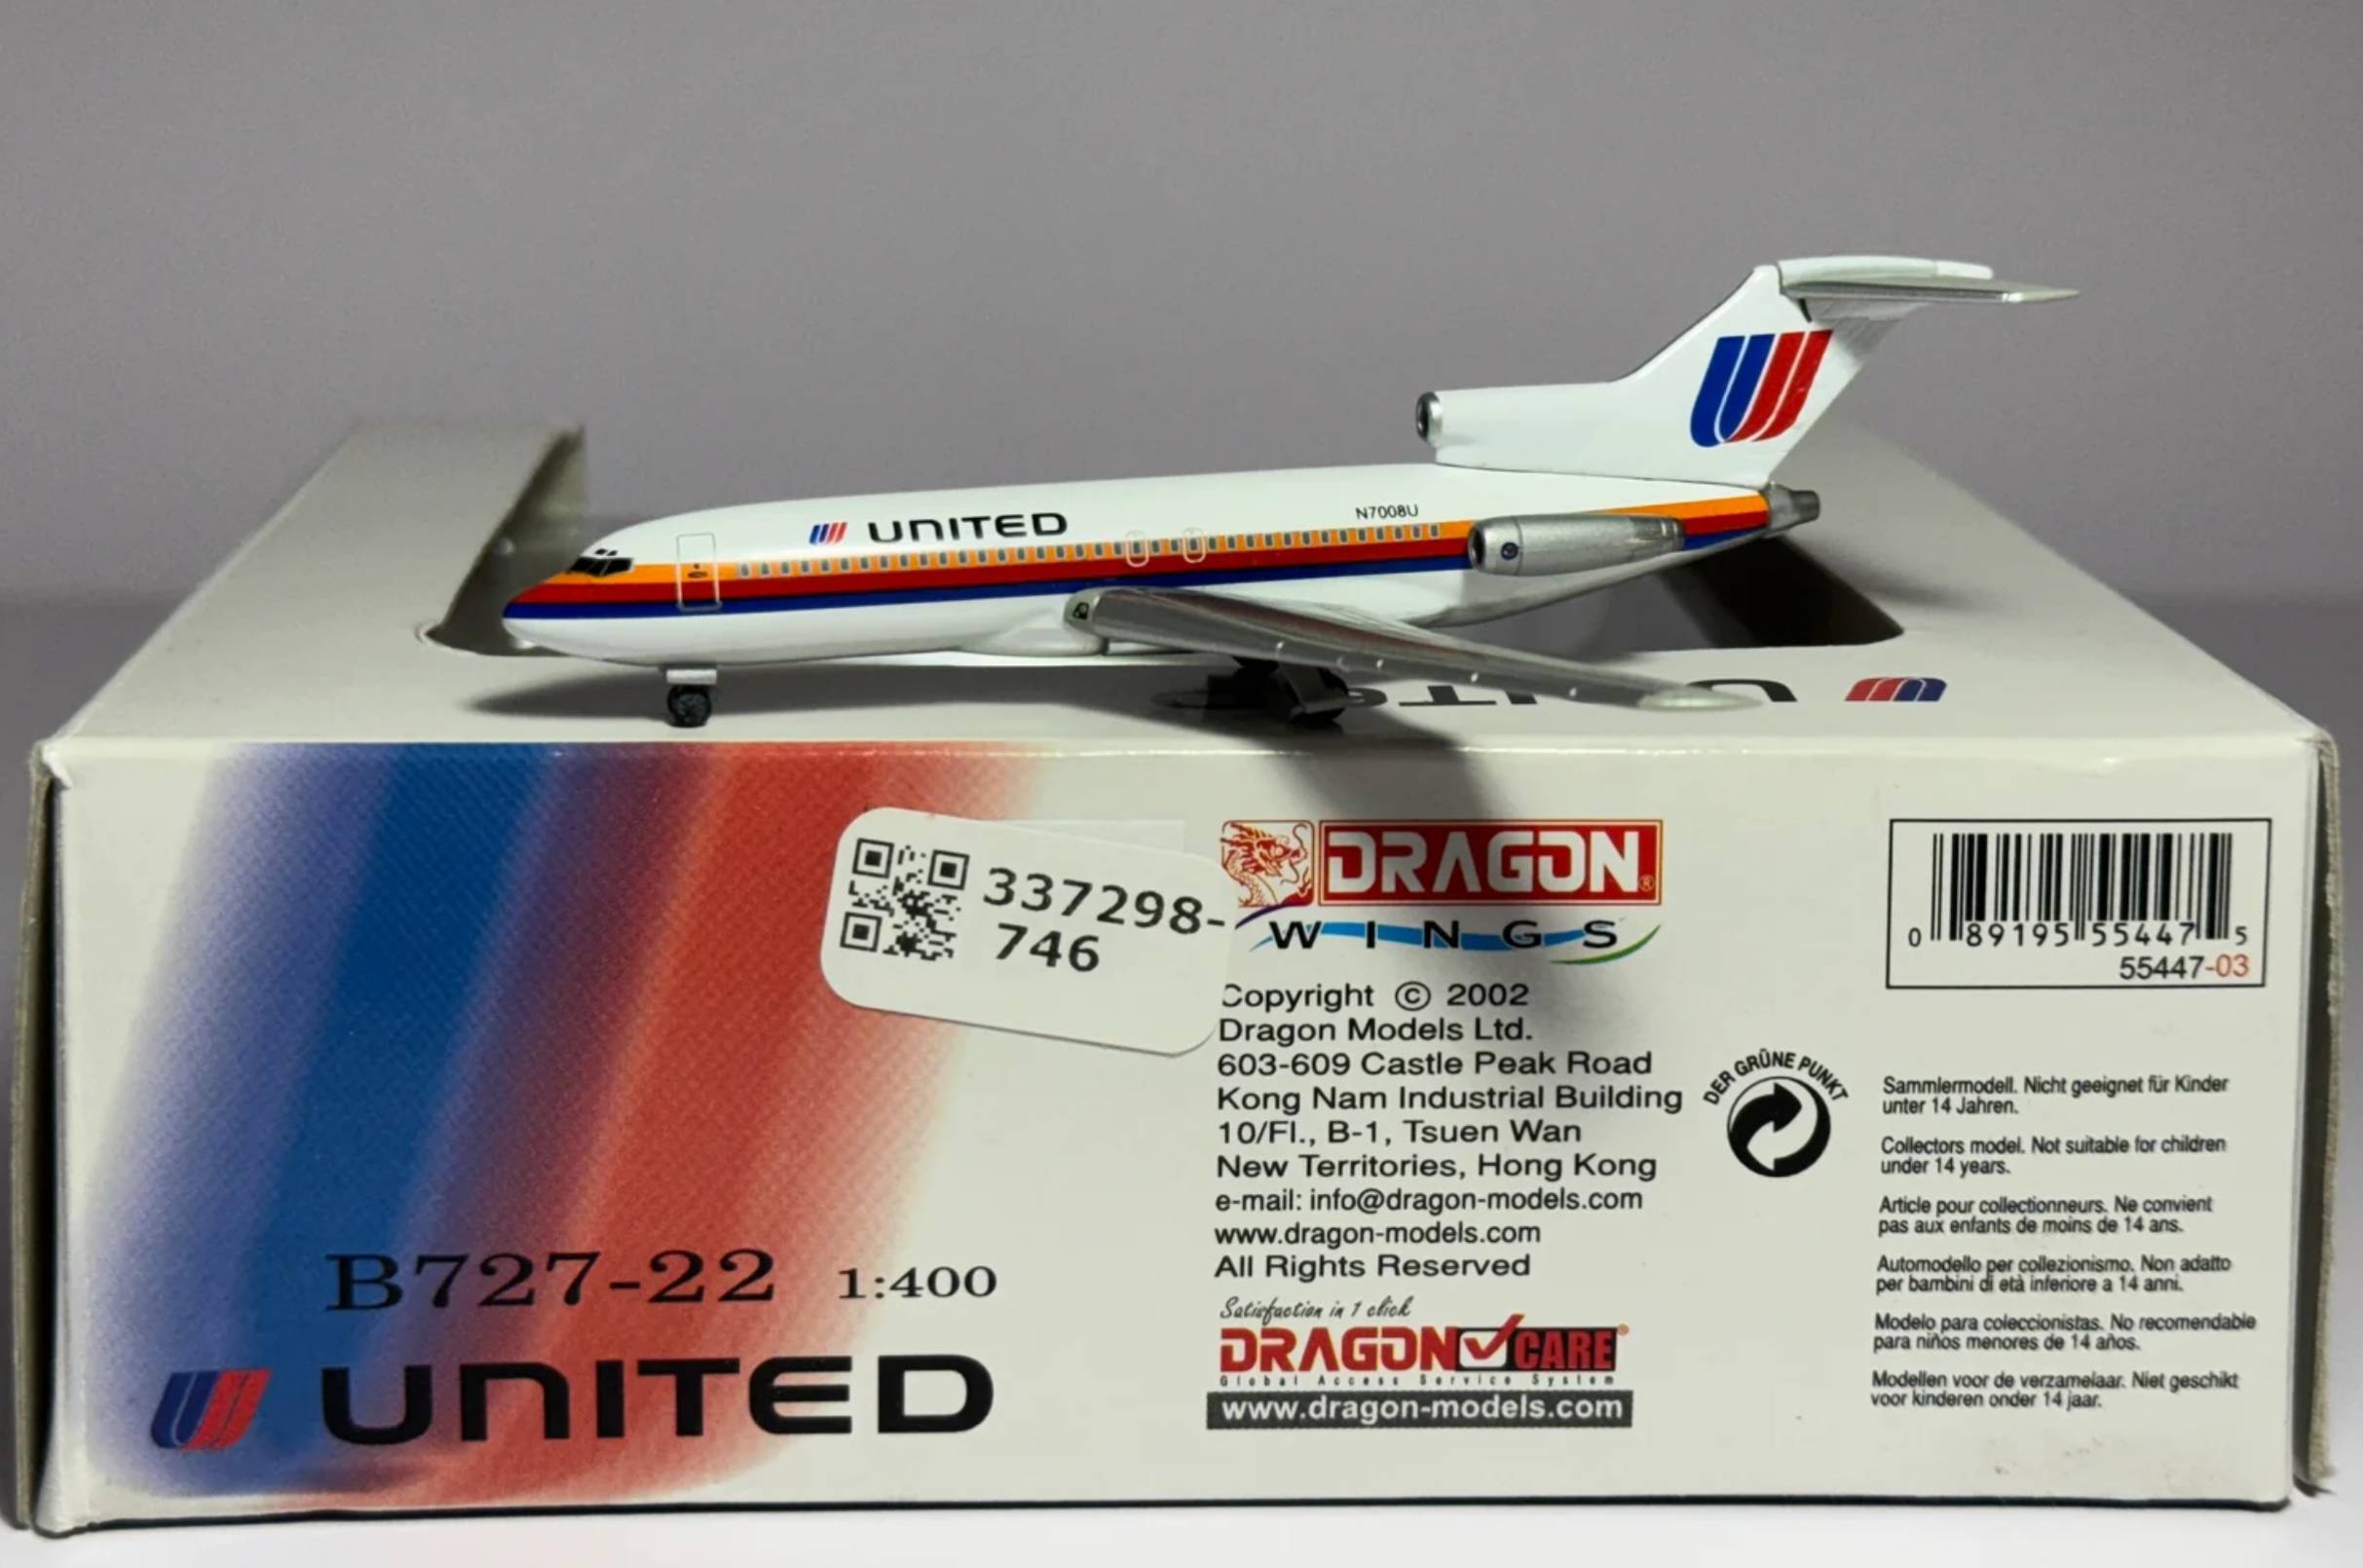 UNITED
N7008U
337298-
746
DRAGON®
WINGS
Copyright © 2002
Dragon Models Ltd.
603-609 Castle Peak Road
Kong Nam Industrial Building
10/Fl., B-1, Tsuen Wan
New Territories, Hong Kong
e-mail: info@dragon-models.com
www.dragon-models.com
All Rights Reserved
Satisfaction in 1 click
DRAGON CARE®
Global Access Service System
www.dragon-models.com
B727-22 1:400
UNITED
DER GRÜNE PUNKT
0 89195 55447 5
55447-03
Sammlermodell. Nicht geeignet für Kinder
unter 14 Jahren.
Collectors model. Not suitable for children
under 14 years.
Article pour collectionneurs. Ne convient
pas aux enfants de moins de 14 ans.
Automodello per collezionismo. Non adatto
per bambini di età inferiore a 14 anni.
Modelo para coleccionistas. No recomendable
para niños menores de 14 años.
Modellen voor de verzamelaar. Niet geschikt
voor kinderen onder 14 jaar.